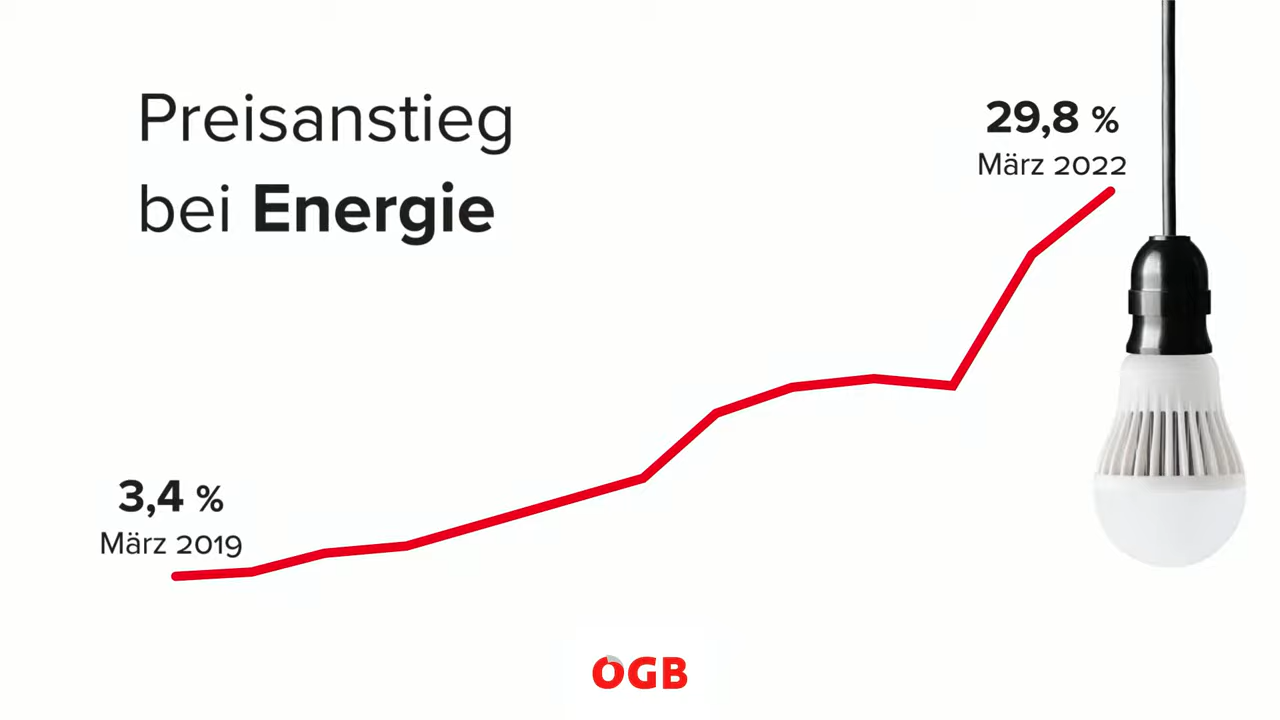 Preisanstieg
bei Energie
29,8 %
März 2022
3,4 %
März 2019
ÖGB